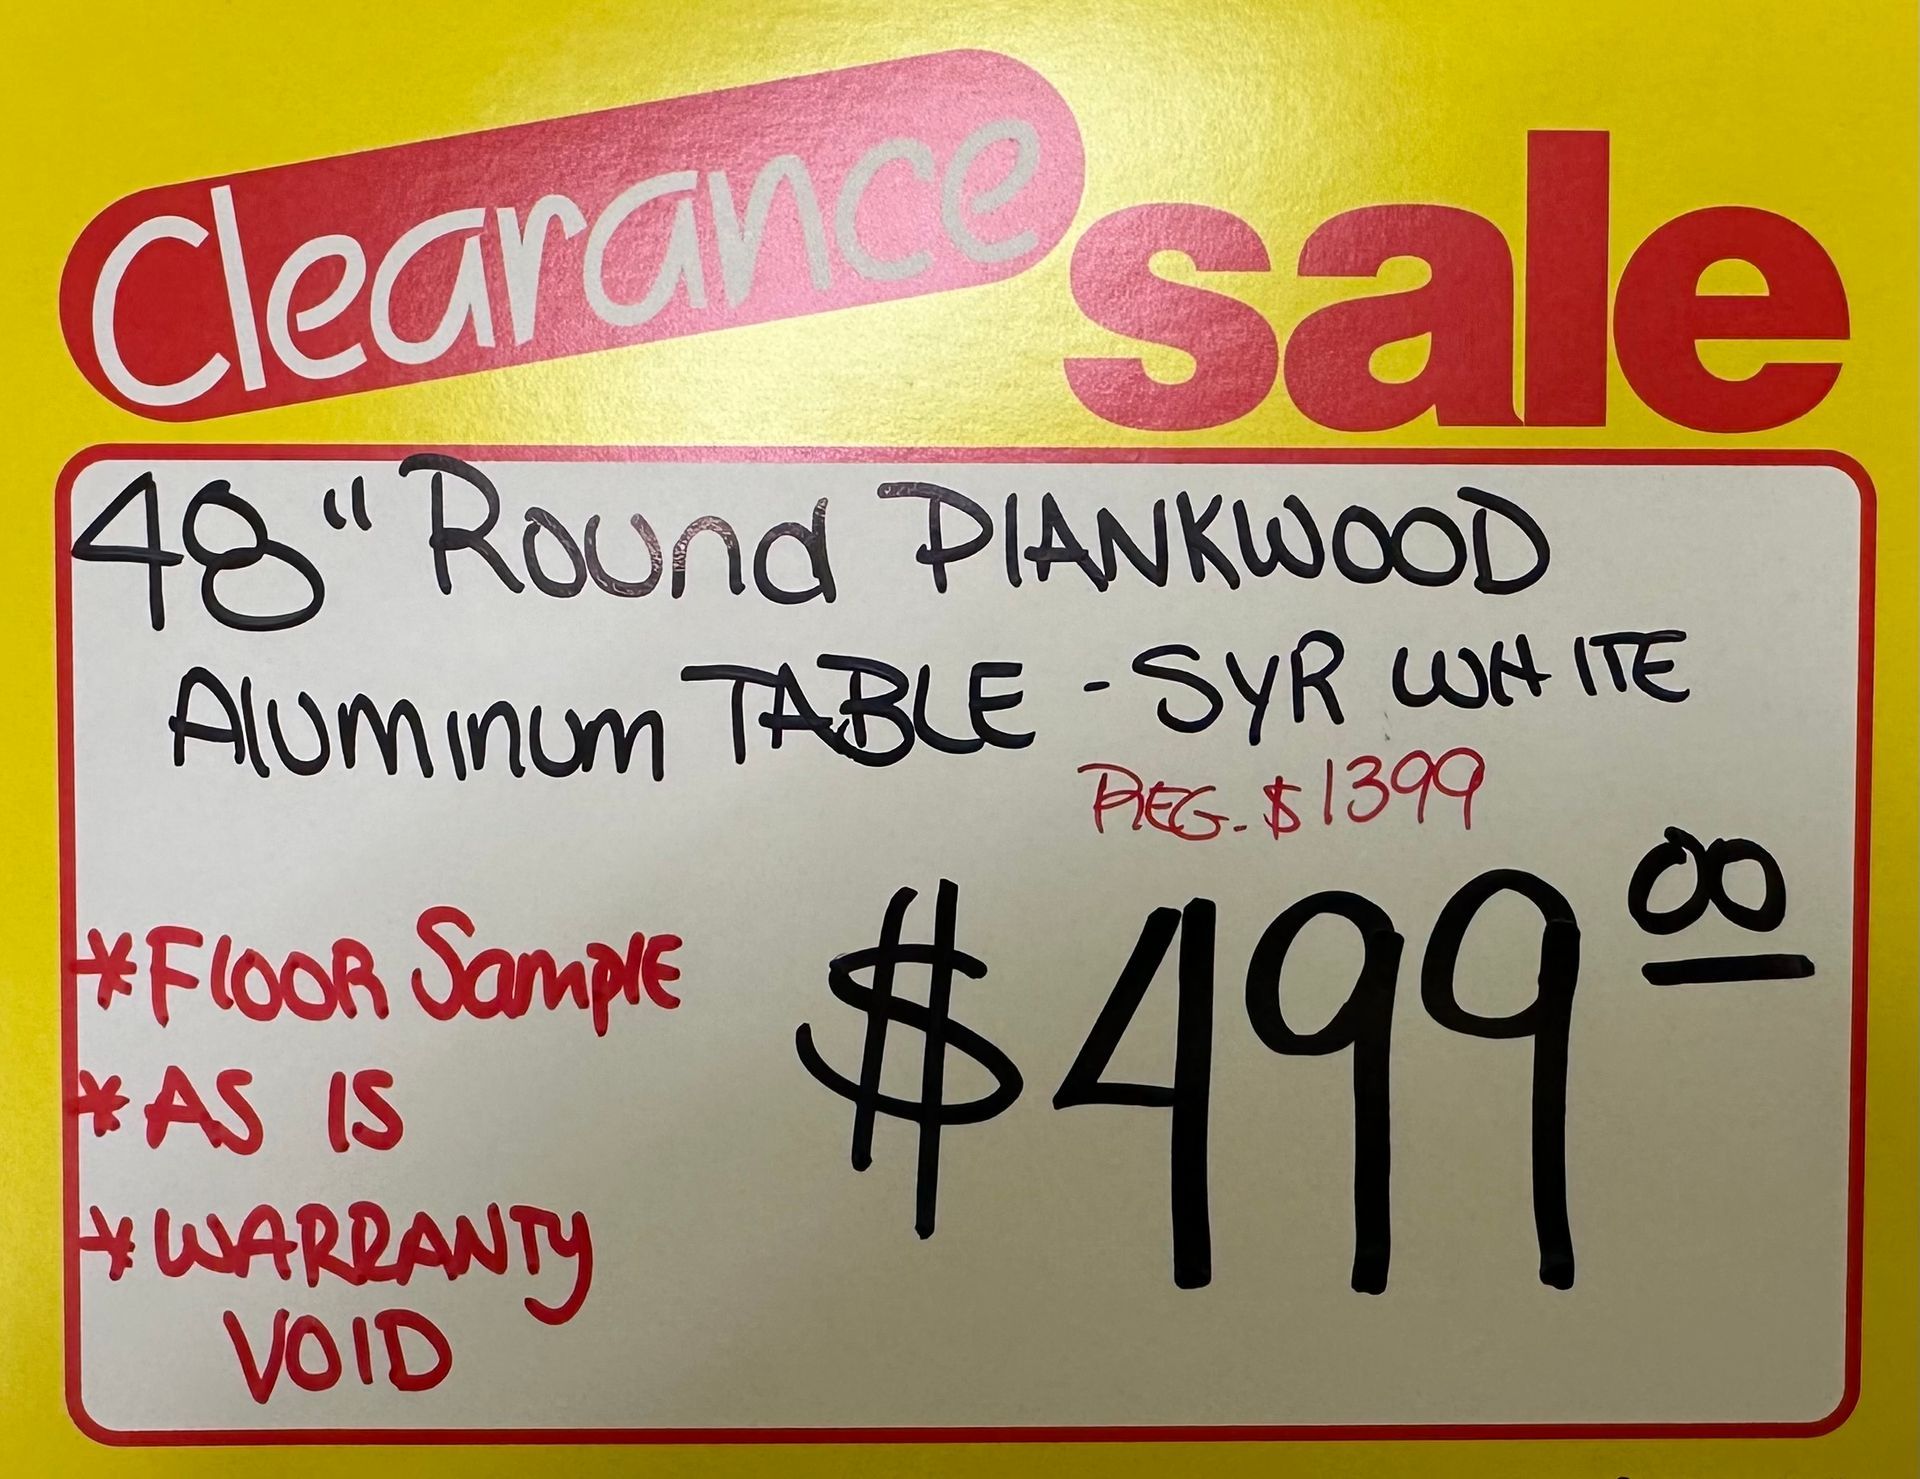 Clearance sale
48" Round PlANKWOOD
AlUMINUM TABLE - SYR WHITE
REG. $1399
$499.00
*FlOOR SAMPlE
*AS IS
*WARRANTY
VOID